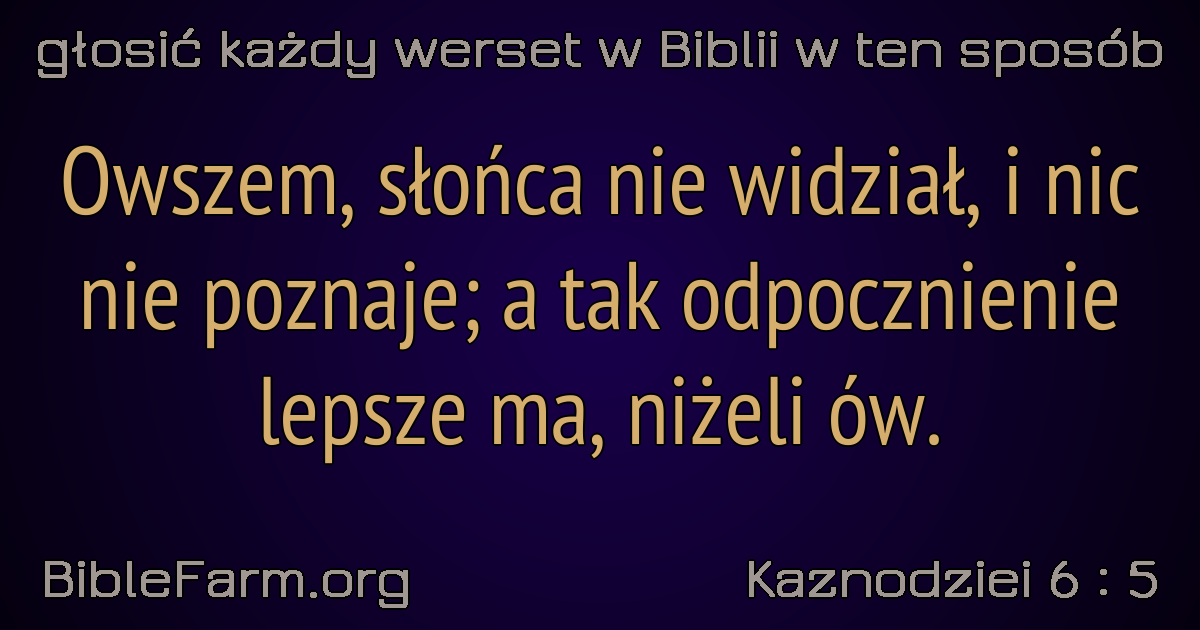 głosić każdy werset w Biblii w ten sposób
Owszem, słońca nie widział, i nic
nie poznaje; a tak odpocznienie
lepsze ma, niżeli ów.
BibleFarm.org
Kaznodziei 6 : 5